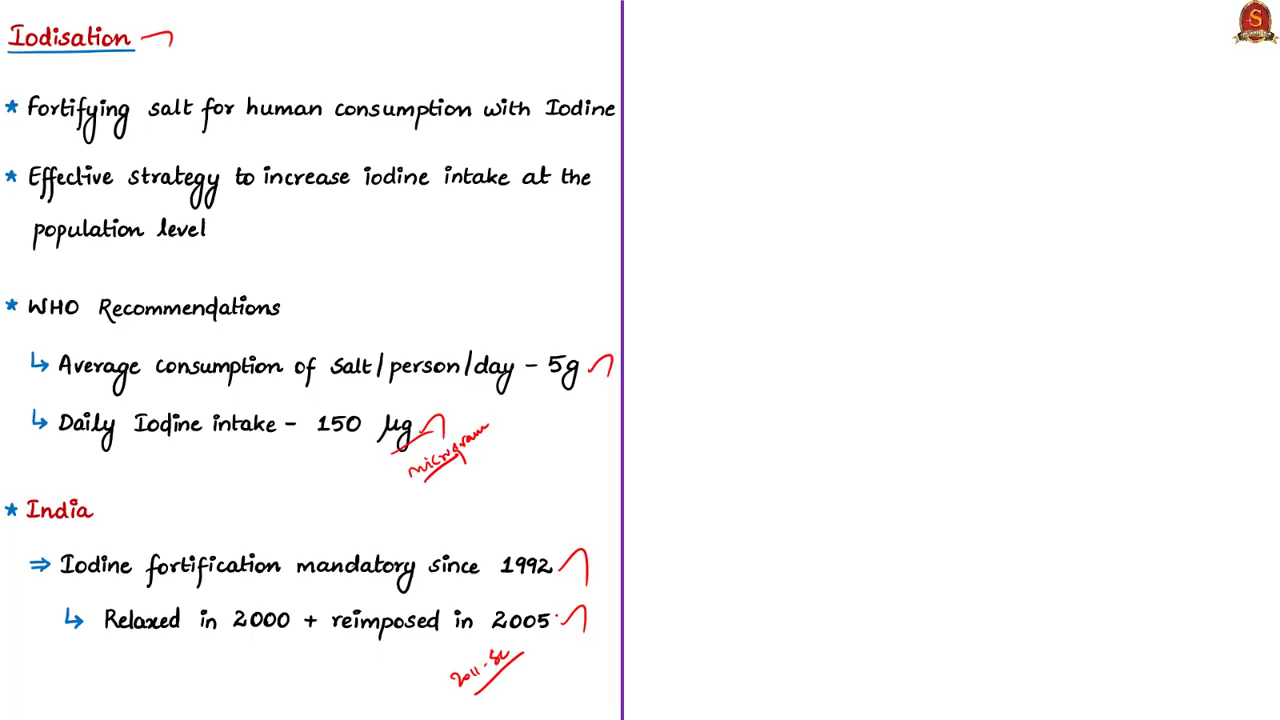 Iodisation
* Fortifying salt for human consumption with Iodine
* Effective strategy to increase iodine intake at the
population level
* WHO Recommendations
↳ Average consumption of Salt/person/day - 5g
↳ Daily Iodine intake - 150 µg
microgram
* India
⇒ Iodine fortification mandatory since 1992
↳ Relaxed in 2000 + reimposed in 2005
2011 - SC